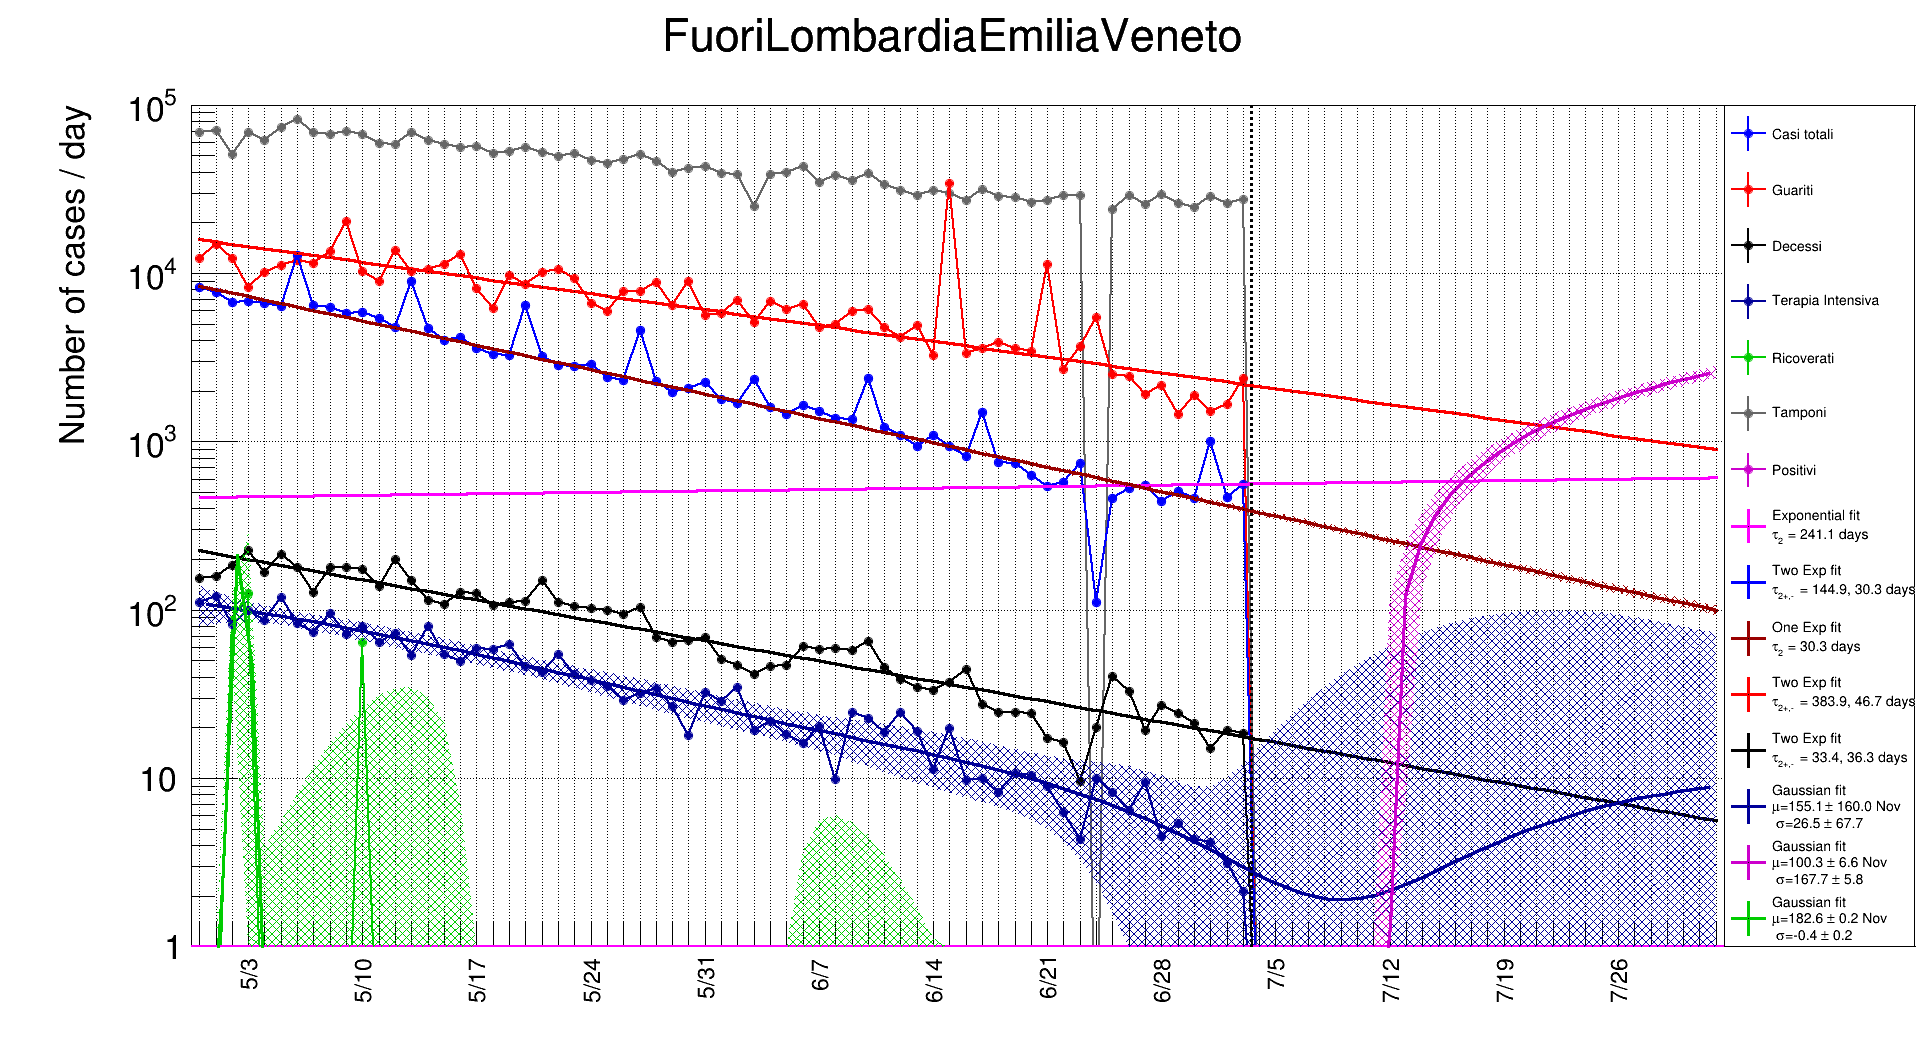 FuoriLombardiaEmiliaVeneto
Number of cases / day
10^5
10^4
10^3
10^2
10
1
5/3
5/10
5/17
5/24
5/31
6/7
6/14
6/21
6/28
7/5
7/12
7/19
7/26
Casi totali
Guariti
Decessi
Terapia Intensiva
Ricoverati
Tamponi
Positivi
Exponential fit
τ_2 = 241.1 days
Two Exp fit
τ_2+,- = 144.9, 30.3 days
One Exp fit
τ_2 = 30.3 days
Two Exp fit
τ_2+,- = 383.9, 46.7 days
Two Exp fit
τ_2+,- = 33.4, 36.3 days
Gaussian fit
μ=155.1 ± 160.0 Nov
σ=26.5 ± 67.7
Gaussian fit
μ=100.3 ± 6.6 Nov
σ=167.7 ± 5.8
Gaussian fit
μ=182.6 ± 0.2 Nov
σ=-0.4 ± 0.2